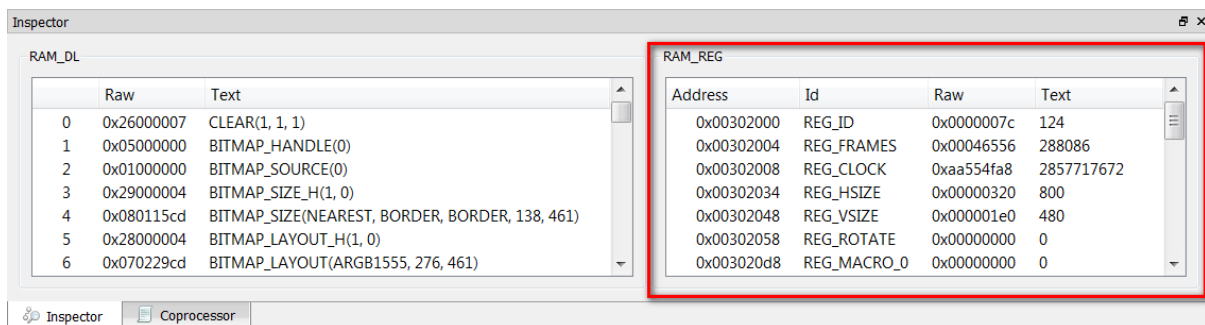 Inspector
RAM_DL
Raw Text
0 0x26000007 CLEAR(1, 1, 1)
1 0x05000000 BITMAP_HANDLE(0)
2 0x01000000 BITMAP_SOURCE(0)
3 0x29000004 BITMAP_SIZE_H(1, 0)
4 0x080115cd BITMAP_SIZE(NEAREST, BORDER, BORDER, 138, 461)
5 0x28000004 BITMAP_LAYOUT_H(1, 0)
6 0x070229cd BITMAP_LAYOUT(ARGB1555, 276, 461)
RAM_REG
Address Id Raw Text
0x00302000 REG_ID 0x0000007c 124
0x00302004 REG_FRAMES 0x00046556 288086
0x00302008 REG_CLOCK 0xaa554fa8 2857717672
0x00302034 REG_HSIZE 0x00000320 800
0x00302048 REG_VSIZE 0x000001e0 480
0x00302058 REG_ROTATE 0x00000000 0
0x003020d8 REG_MACRO_0 0x00000000 0
Inspector Coprocessor